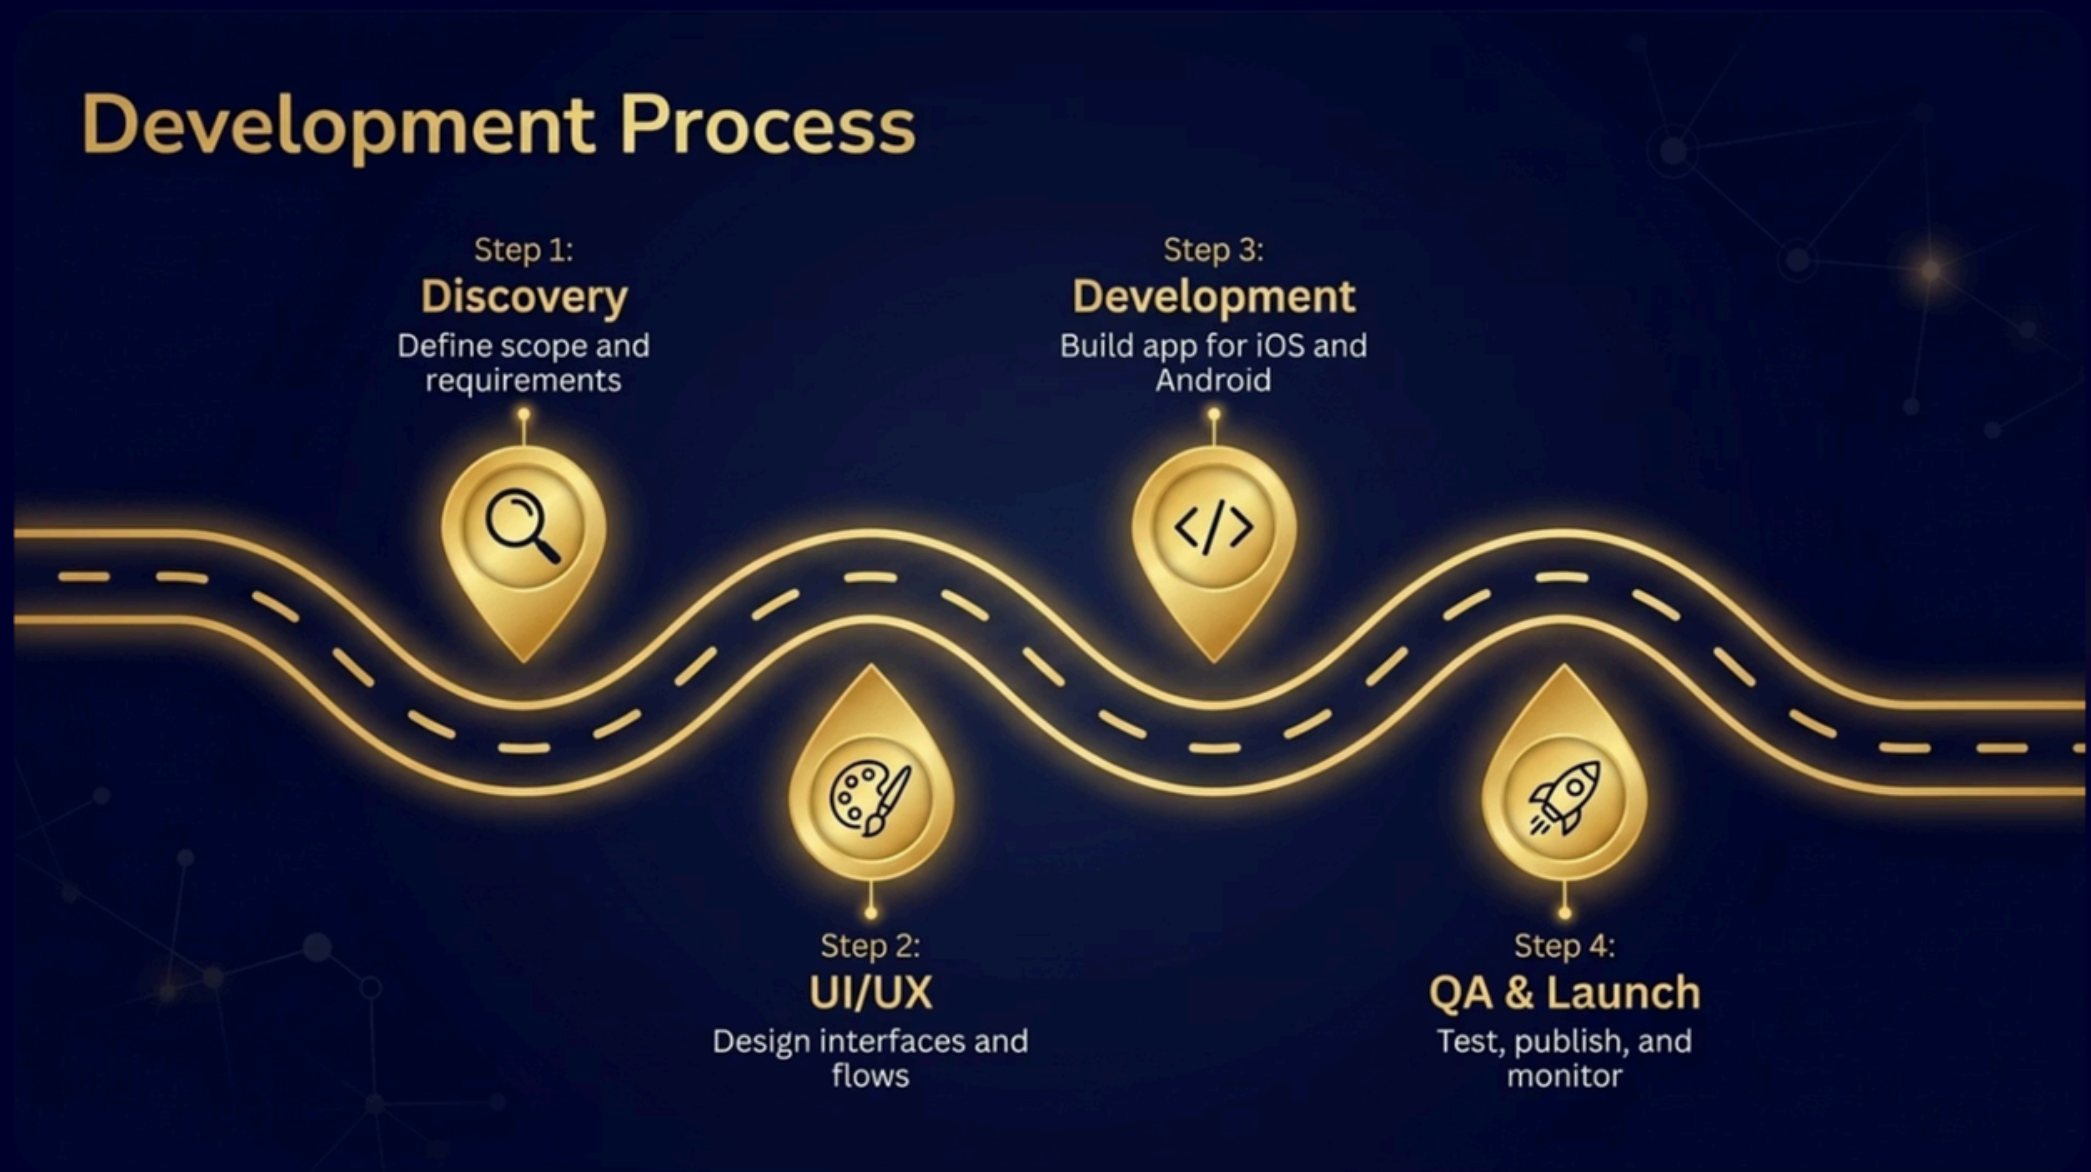 Development Process
Step 1:
Discovery
Define scope and
requirements
Step 2:
UI/UX
Design interfaces and
flows
Step 3:
Development
Build app for iOS and
Android
Step 4:
QA & Launch
Test, publish, and
monitor